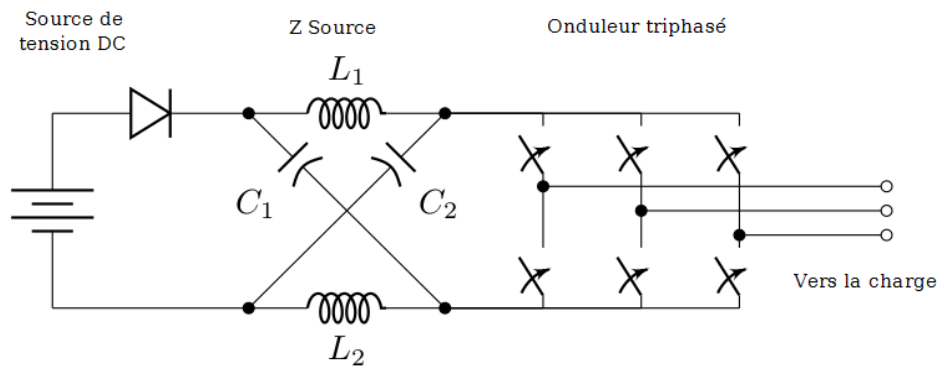 Source de
tension DC
Z Source
Onduleur triphasé
L₁
C₁
C₂
Vers la charge
L₂